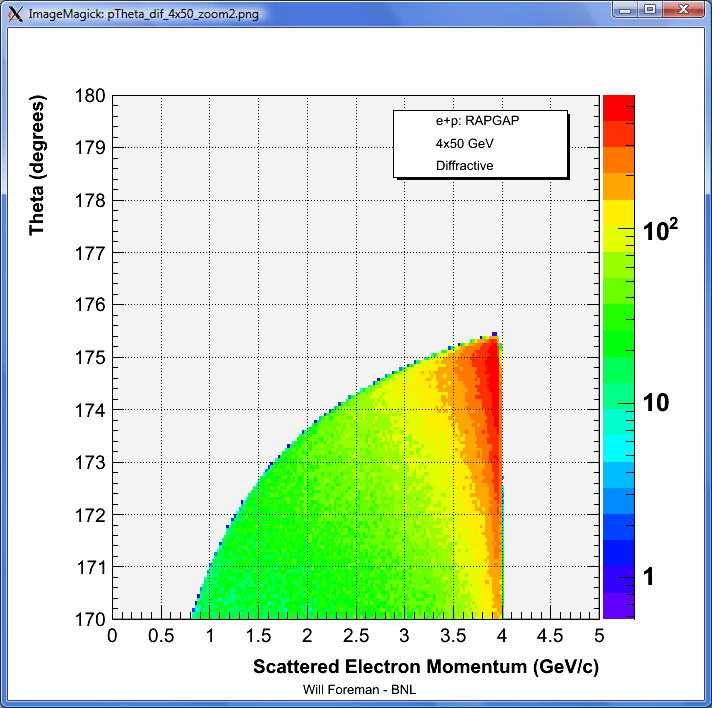 ImageMagick: pTheta_dif_4x50_zoom2.png
Theta (degrees)
180
179
178
177
176
175
174
173
172
171
170
e+p: RAPGAP
4x50 GeV
Diffractive
10²
10
1
0 0.5 1 1.5 2 2.5 3 3.5 4 4.5 5
Scattered Electron Momentum (GeV/c)
Will Foreman - BNL